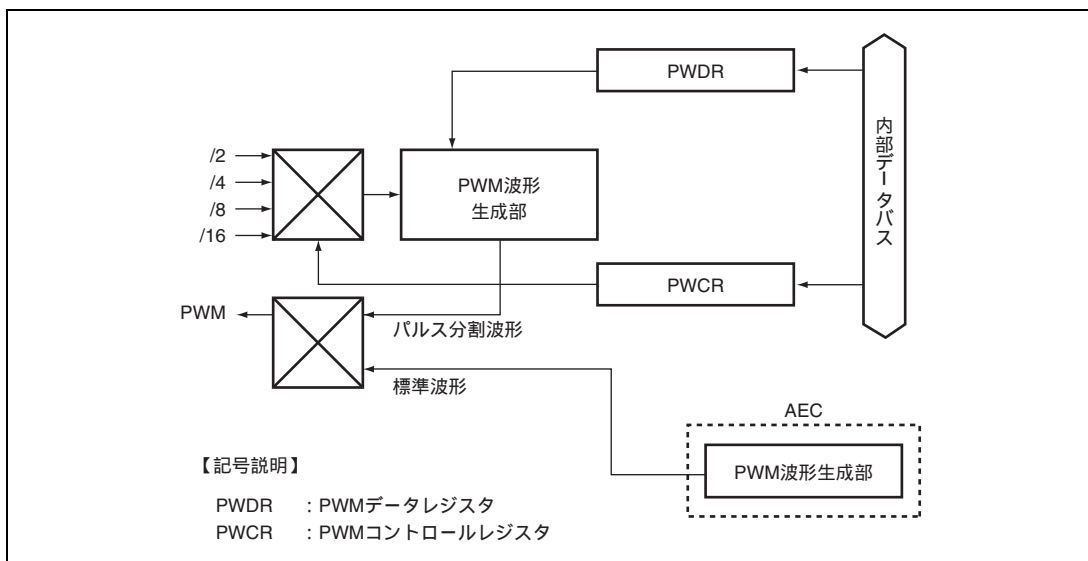 PWDR
内部データバス
/2
/4
/8
/16
PWM波形
生成部
PWCR
PWM
パルス分割波形
標準波形
AEC
PWM波形生成部
【記号説明】
PWDR :PWMデータレジスタ
PWCR :PWMコントロールレジスタ